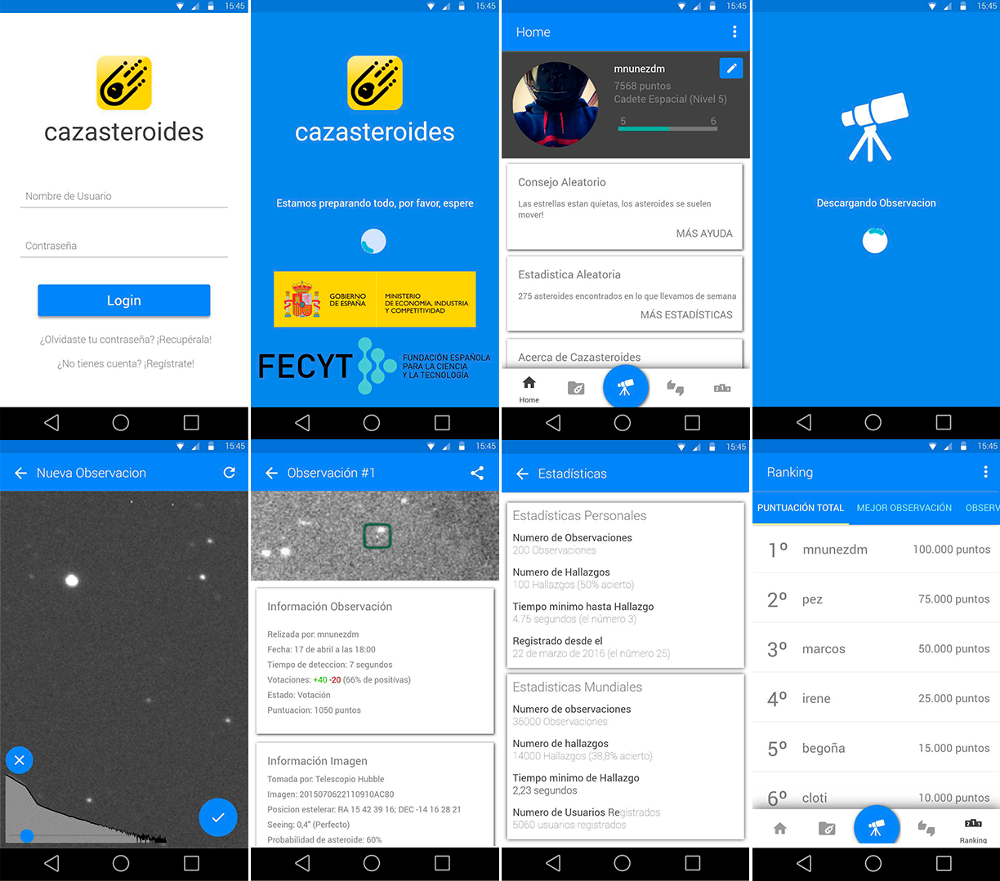 15:45
cazasteroides
Nombre de Usuario
Contraseña
Login
¿Olvidaste tu contraseña? ¡Recupérala!
¿No tienes cuenta? ¡Regístrate!
15:45
cazasteroides
Estamos preparando todo, por favor, espere
GOBIERNO
DE ESPAÑA
MINISTERIO
DE ECONOMÍA, INDUSTRIA
Y COMPETITIVIDAD
FECYT
FUNDACIÓN ESPAÑOLA
PARA LA CIENCIA
Y LA TECNOLOGÍA
15:45
Home
mnunezdm
7568 puntos
Cadete Espacial (Nivel 5)
5 6
Consejo Aleatorio
Las estrellas estan quietas, los asteroides se suelen
mover!
MÁS AYUDA
Estadistica Aleatoria
275 asteroides encontrados en lo que llevamos de semana
MÁS ESTADÍSTICAS
Acerca de Cazasteroides
Home
15:45
Descargando Observacion
15:45
Nueva Observacion
15:45
Observación #1
Información Observación
Relizada por: mnunezdm
Fecha: 17 de abril a las 18:00
Tiempo de deteccion: 7 segundos
Votaciones: +40 -20 (66% de positivas)
Estado: Votación
Puntuacion: 1050 puntos
Información Imagen
Tomada por: Telescopio Hubble
Imagen: 2015070622110910AC80
Posicion estelerar: RA 15 42 39 16; DEC -14 16 28 21
Seeing: 0,4" (Perfecto)
Probabilidad de asteroide: 60%
15:45
Estadísticas
Estadísticas Personales
Numero de Observaciones
200 Observaciones
Numero de Hallazgos
100 Hallazgos (50% acierto)
Tiempo minimo hasta Hallazgo
4.75 segundos (el número 3)
Registrado desde el
22 de marzo de 2016 (el número 25)
Estadisticas Mundiales
Numero de observaciones
36000 Observaciones
Numero de hallazgos
14000 Hallazgos (38,8% acierto)
Tiempo minimo de Hallazgo
2,23 segundos
Numero de Usuarios Registrados
5060 usuarios registrados
15:45
Ranking
PUNTUACIÓN TOTAL MEJOR OBSERVACIÓN OBSERV
1º mnunezdm 100.000 puntos
2º pez 75.000 puntos
3º marcos 50.000 puntos
4º irene 25.000 puntos
5º begoña 15.000 puntos
6º cloti 10.000 puntos
Ranking